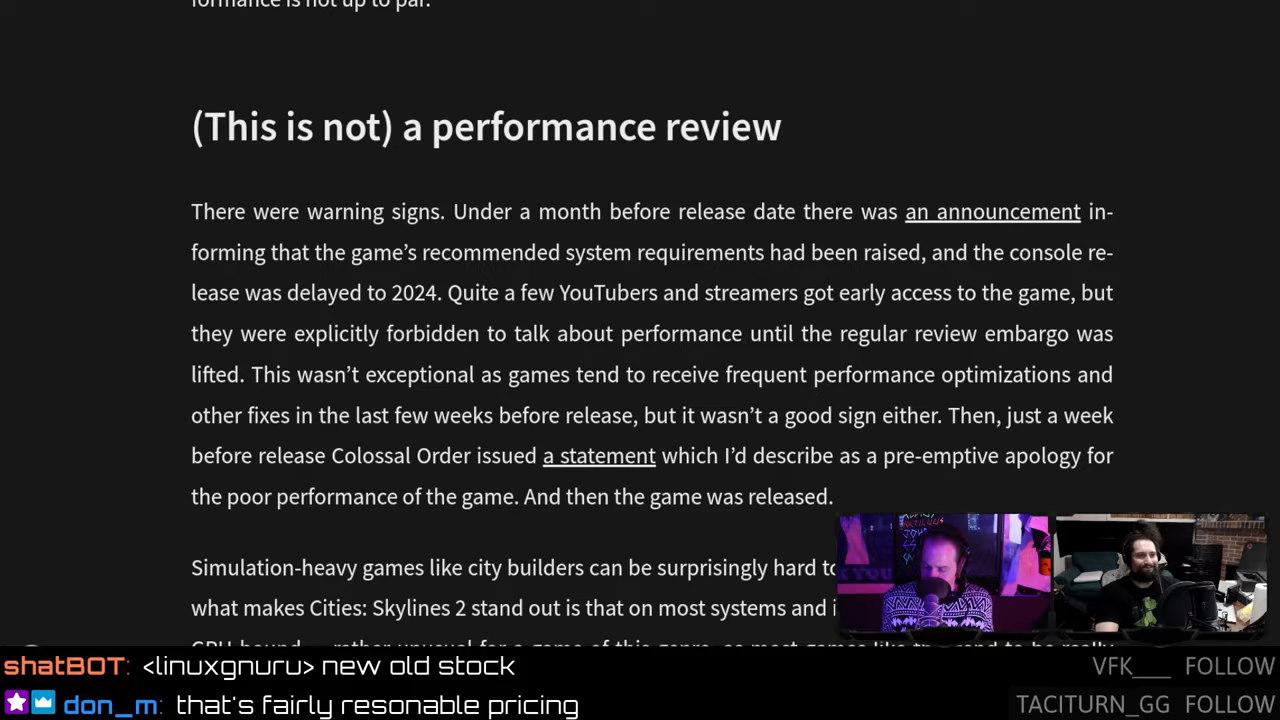 formance is not up to par.
(This is not) a performance review
There were warning signs. Under a month before release date there was an announcement in-
forming that the game’s recommended system requirements had been raised, and the console re-
lease was delayed to 2024. Quite a few YouTubers and streamers got early access to the game, but
they were explicitly forbidden to talk about performance until the regular review embargo was
lifted. This wasn’t exceptional as games tend to receive frequent performance optimizations and
other fixes in the last few weeks before release, but it wasn’t a good sign either. Then, just a week
before release Colossal Order issued a statement which I’d describe as a pre-emptive apology for
the poor performance of the game. And then the game was released.
Simulation-heavy games like city builders can be surprisingly hard to
what makes Cities: Skylines 2 stand out is that on most systems and
shatBOT: <linuxgnuru> new old stock
VFK___ FOLLOW
don_m: that's fairly resonable pricing
TACITURN_GG FOLLOW